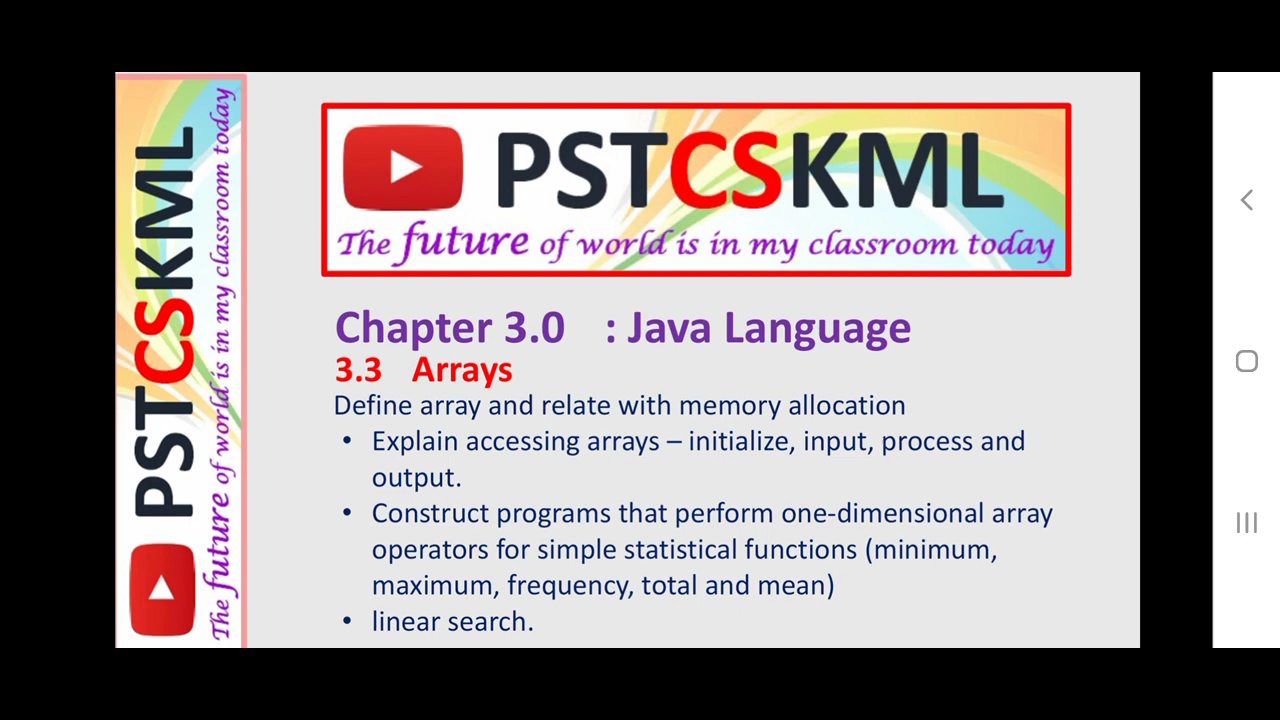 PSTCSKML
The future of world is in my classroom today
PSTCSKML
The future of world is in my classroom today
Chapter 3.0 : Java Language
3.3 Arrays
Define array and relate with memory allocation
• Explain accessing arrays – initialize, input, process and
output.
• Construct programs that perform one-dimensional array
operators for simple statistical functions (minimum,
maximum, frequency, total and mean)
• linear search.